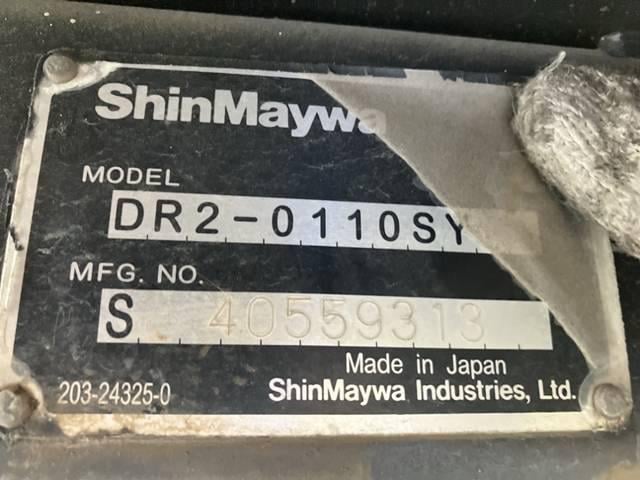 ShinMaywa
MODEL
DR2-0110SY
MFG. NO.
S 40559313
Made in Japan
203-24325-0
ShinMaywa Industries, Ltd.